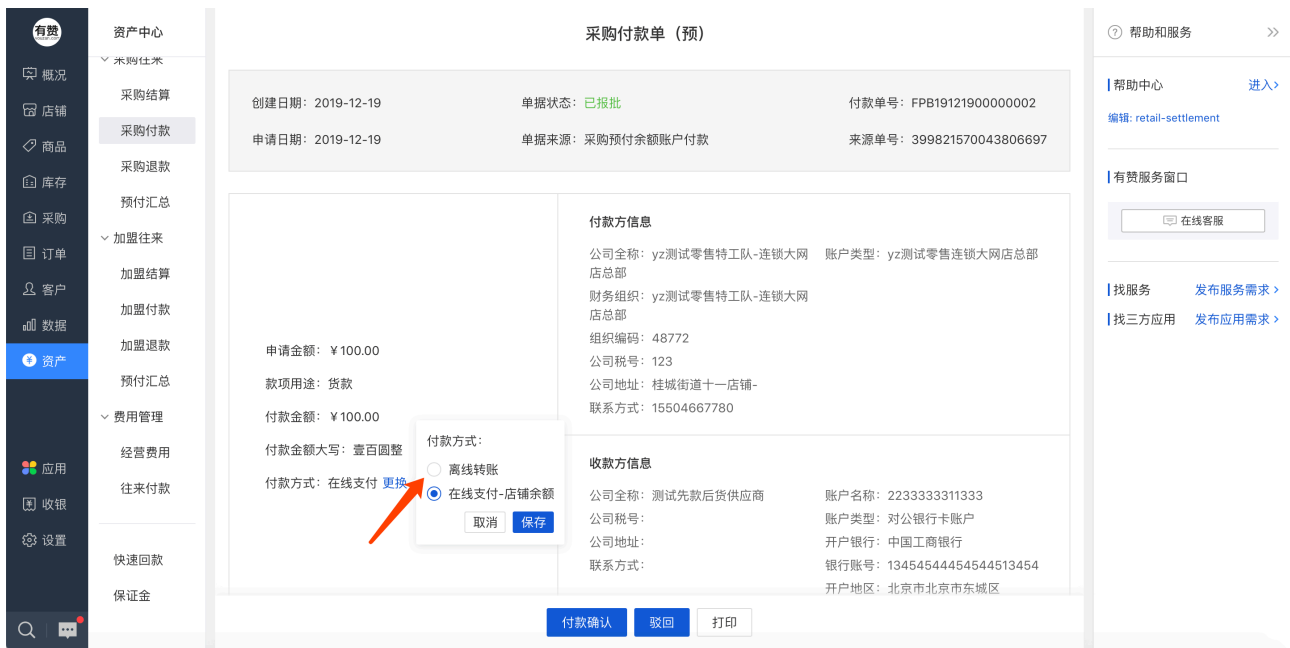 有赞
概况
店铺
商品
库存
采购
订单
客户
数据
资产
应用
收银
设置
资产中心
采购往来
采购结算
采购付款
采购退款
预付汇总
加盟往来
加盟结算
加盟付款
加盟退款
预付汇总
费用管理
经营费用
往来付款
快速回款
保证金
采购付款单（预）
创建日期：2019-12-19
单据状态：已报批
付款单号：FPB19121900000002
申请日期：2019-12-19
单据来源：采购预付余额账户付款
来源单号：399821570043806697
申请金额：￥100.00
款项用途：货款
付款金额：￥100.00
付款金额大写：壹百圆整
付款方式：在线支付 更换
付款方式：
离线转账
在线支付-店铺余额
取消
保存
付款方信息
公司全称：yz测试零售特工队-连锁大网
店总部
账户类型：yz测试零售连锁大网店总部
财务组织：yz测试零售特工队-连锁大网
店总部
组织编码：48772
公司税号：123
公司地址：桂城街道十一店铺-
联系方式：15504667780
收款方信息
公司全称：测试先款后货供应商
账户名称：2233333311333
公司税号：
账户类型：对公银行卡账户
公司地址：
开户银行：中国工商银行
联系方式：
银行账号：13454544454544513454
开户地区：北京市北京市东城区
付款确认
驳回
打印
帮助和服务
帮助中心
进入
编辑: retail-settlement
有赞服务窗口
在线客服
找服务
发布服务需求
找三方应用
发布应用需求